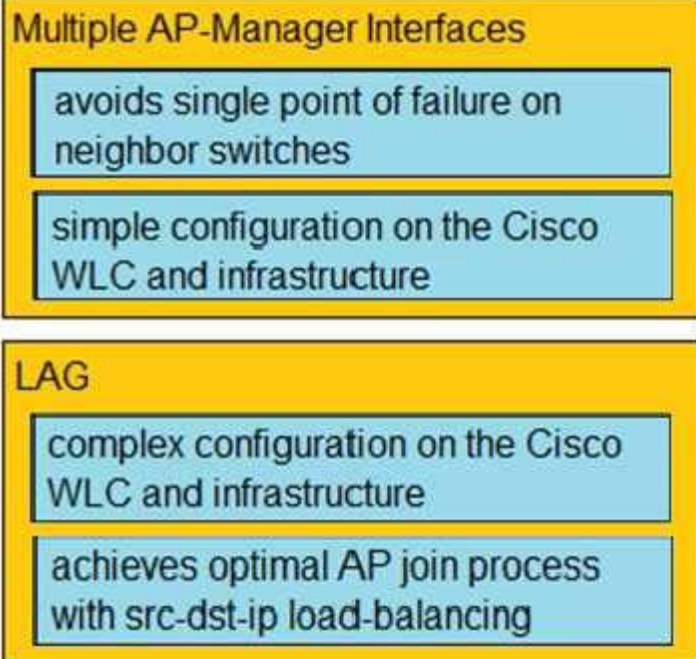 Multiple AP-Manager Interfaces
avoids single point of failure on
neighbor switches
simple configuration on the Cisco
WLC and infrastructure
LAG
complex configuration on the Cisco
WLC and infrastructure
achieves optimal AP join process
with src-dst-ip load-balancing